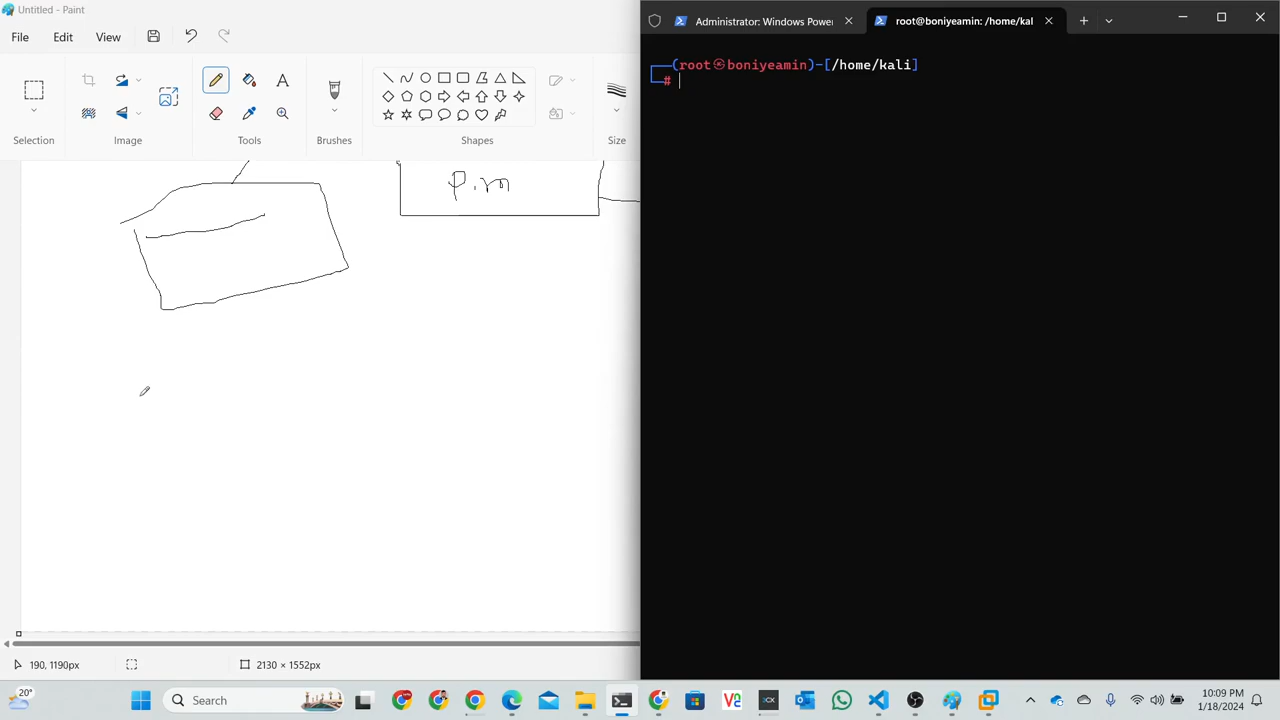 Untitled - Paint
File Edit View
Selection
Image
Tools
Brushes
Shapes
Size
P.m
190, 1190px
2130 × 1552px
Administrator: Windows Power
root@boniyeamin: /home/kal
┌──(root㉿boniyeamin)-[/home/kali]
└─#
20°
Search
10:09 PM
1/18/2024